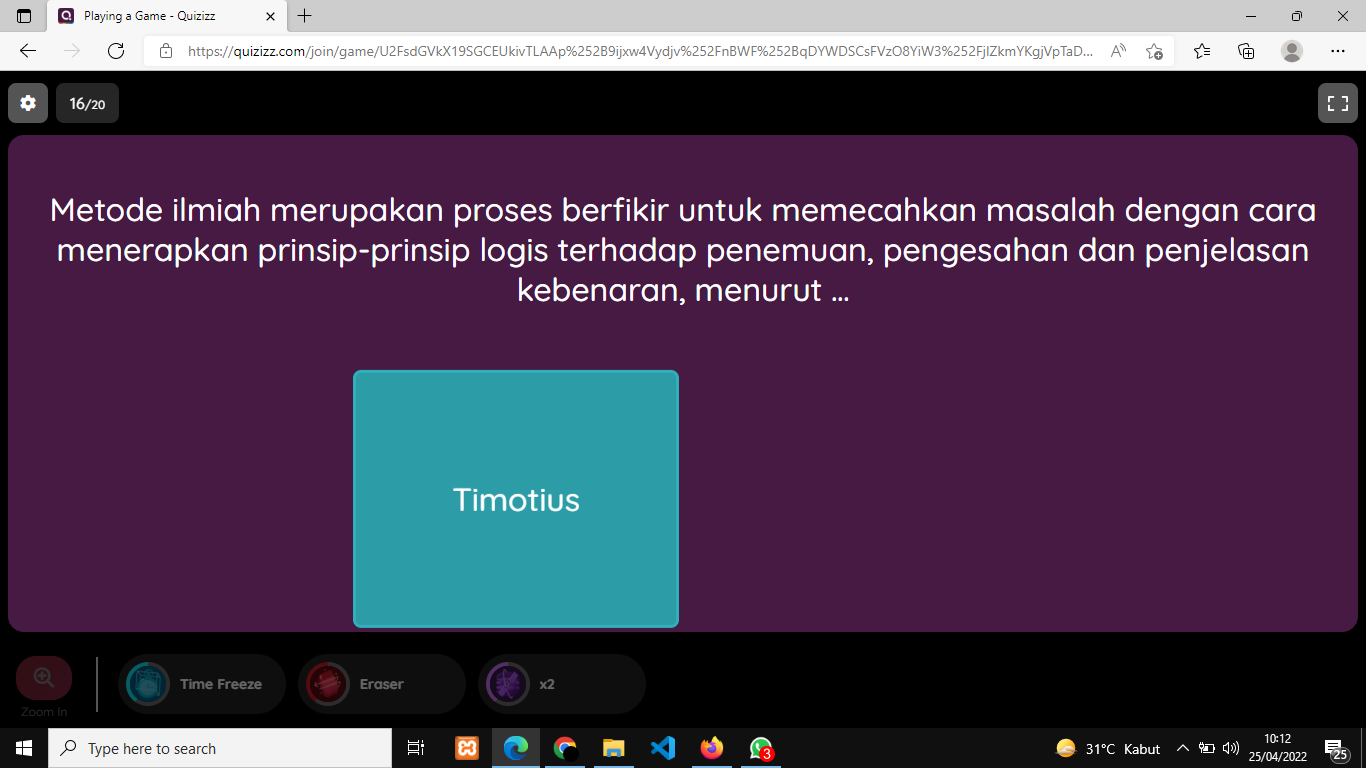 Playing a Game - Quizizz
https://quizizz.com/join/game/U2FsdGVkX19SGCEUkivTLAAp%252B9ijxw4Vydjv%252FnBWF%252BqDYWDSCsFVzO8YiW3%252FjIZkmYKgjVpTaD...
16/20
Metode ilmiah merupakan proses berfikir untuk memecahkan masalah dengan cara
menerapkan prinsip-prinsip logis terhadap penemuan, pengesahan dan penjelasan
kebenaran, menurut ...
Timotius
Zoom In
Time Freeze
Eraser
x2
Type here to search
3
31°C Kabut
10:12
25/04/2022
25